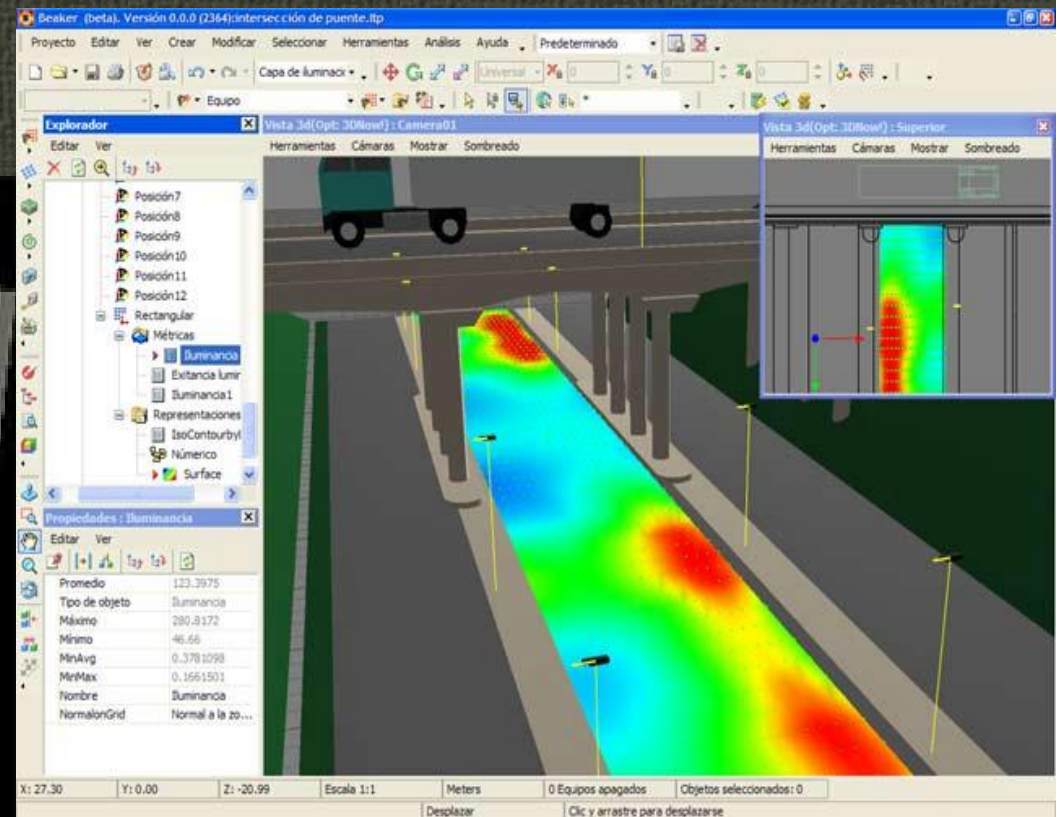 Beaker (beta). Versión 0.0.0 (2364):intersección de puente.ltp
Proyecto Editar Ver Crear Modificar Seleccionar Herramientas Análisis Ayuda Predeterminado
Capa de iluminaci Universal X 0 Y 0 Z 0
Equipo *
Explorador
Editar Ver
Posición7
Posición8
Posición9
Posición10
Posición11
Posición12
Rectangular
Métricas
Iluminancia
Exitancia lumir
Iluminancia1
Representaciones
IsoContourbyl
Númerico
Surface
Propiedades : Iluminancia
Editar Ver
Promedio 123.3975
Tipo de objeto Iluminancia
Máximo 280.8172
Mínimo 46.66
MinAvg 0.3781098
MinMax 0.1661501
Nombre Iluminancia
NormalonGrid Normal a la zo...
Vista 3d(Opt: 3DNow!) : Camera01
Herramientas Cámaras Mostrar Sombreado
Vista 3d(Opt: 3DNow!) : Superior
Herramientas Cámaras Mostrar Sombreado
X: 27.30 Y: 0.00 Z: -20.99 Escala 1:1 Meters 0 Equipos apagados Objetos seleccionados: 0
Desplazar Clic y arrastre para desplazarse